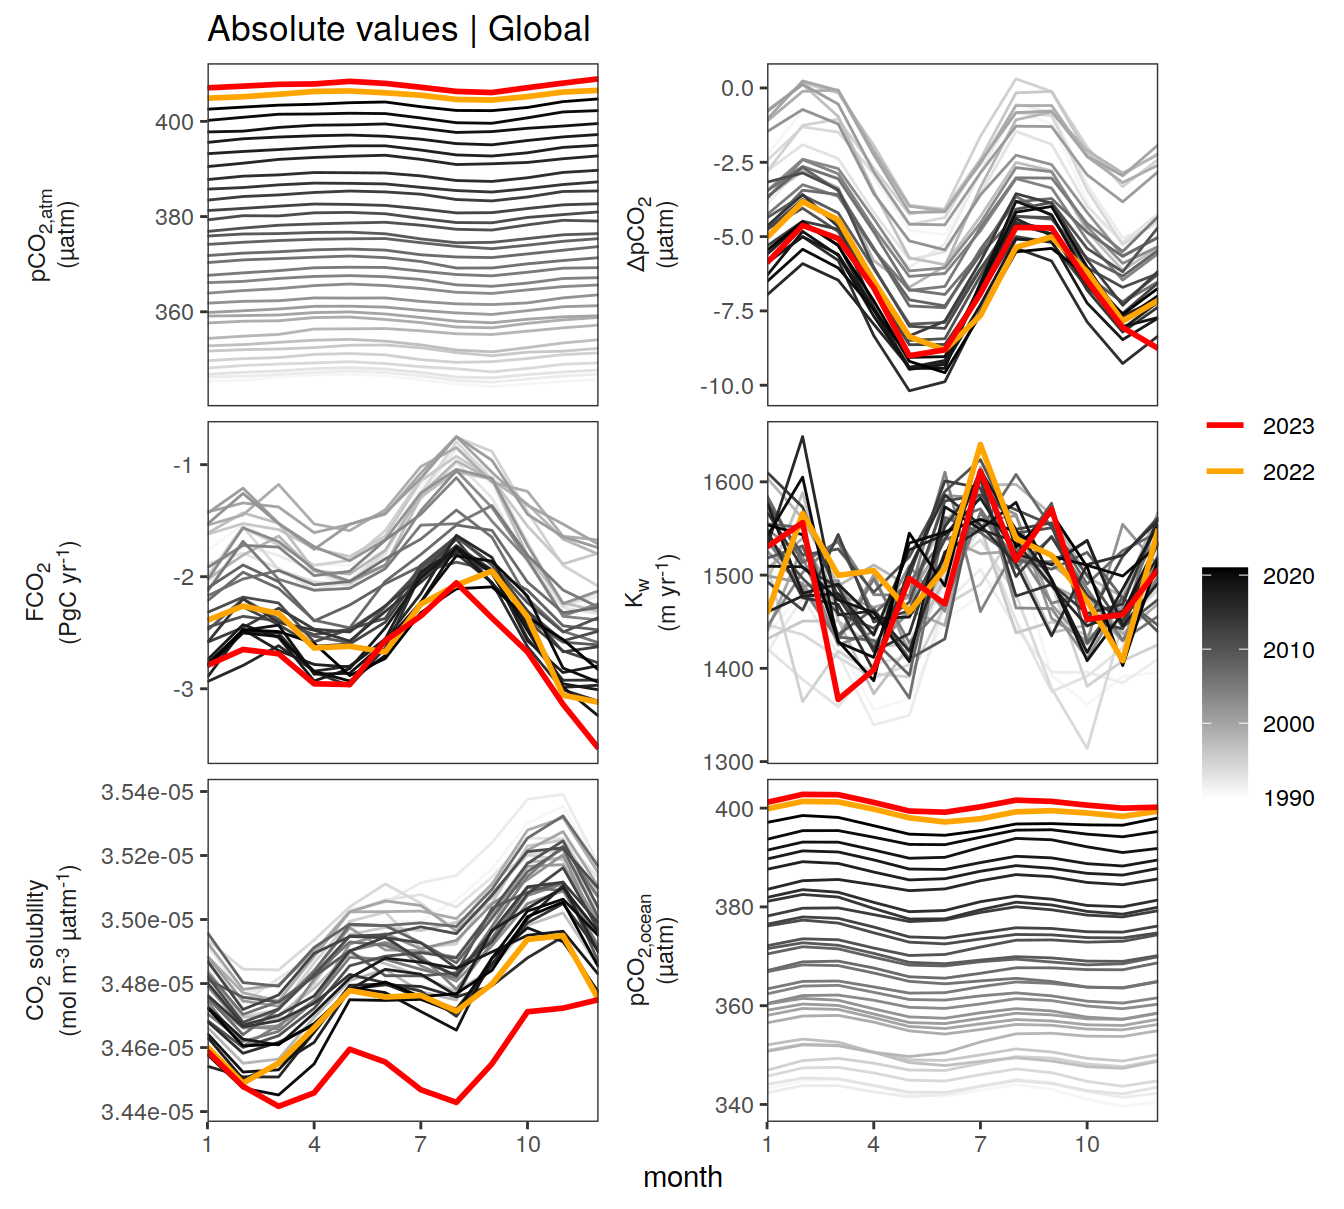 Absolute values | Global
pCO2,atm
(µatm)
400
380
360
ΔpCO2
(µatm)
0.0
-2.5
-5.0
-7.5
-10.0
FCO2
(PgC yr-1)
-1
-2
-3
Kw
(m yr-1)
1600
1500
1400
1300
CO2 solubility
(mol m-3 µatm-1)
3.54e-05
3.52e-05
3.50e-05
3.48e-05
3.46e-05
3.44e-05
1 4 7 10
pCO2,ocean
(µatm)
400
380
360
340
1 4 7 10
month
2023
2022
2020
2010
2000
1990